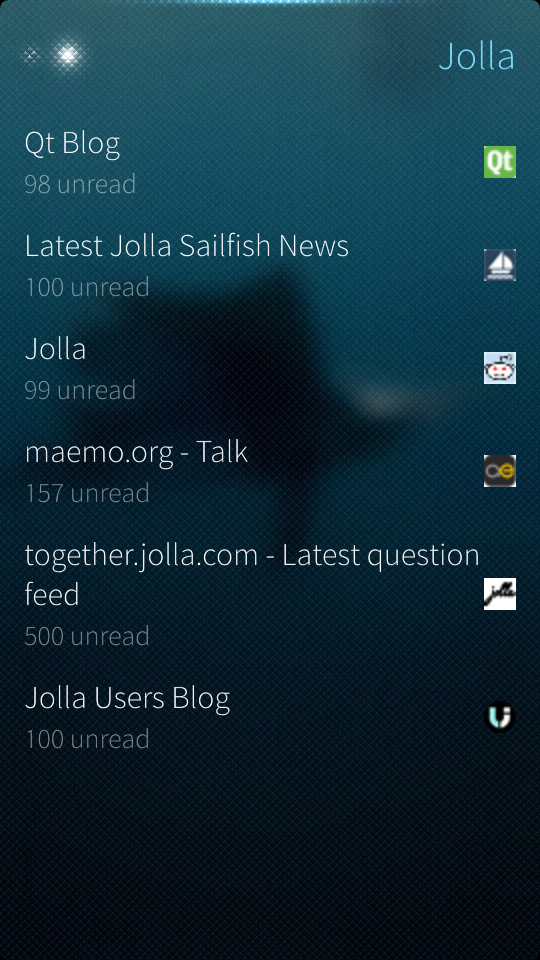 Jolla
Qt Blog
98 unread
Qt
Latest Jolla Sailfish News
100 unread
Jolla
99 unread
maemo.org - Talk
157 unread
together.jolla.com - Latest question
feed
500 unread
jolla
Jolla Users Blog
100 unread